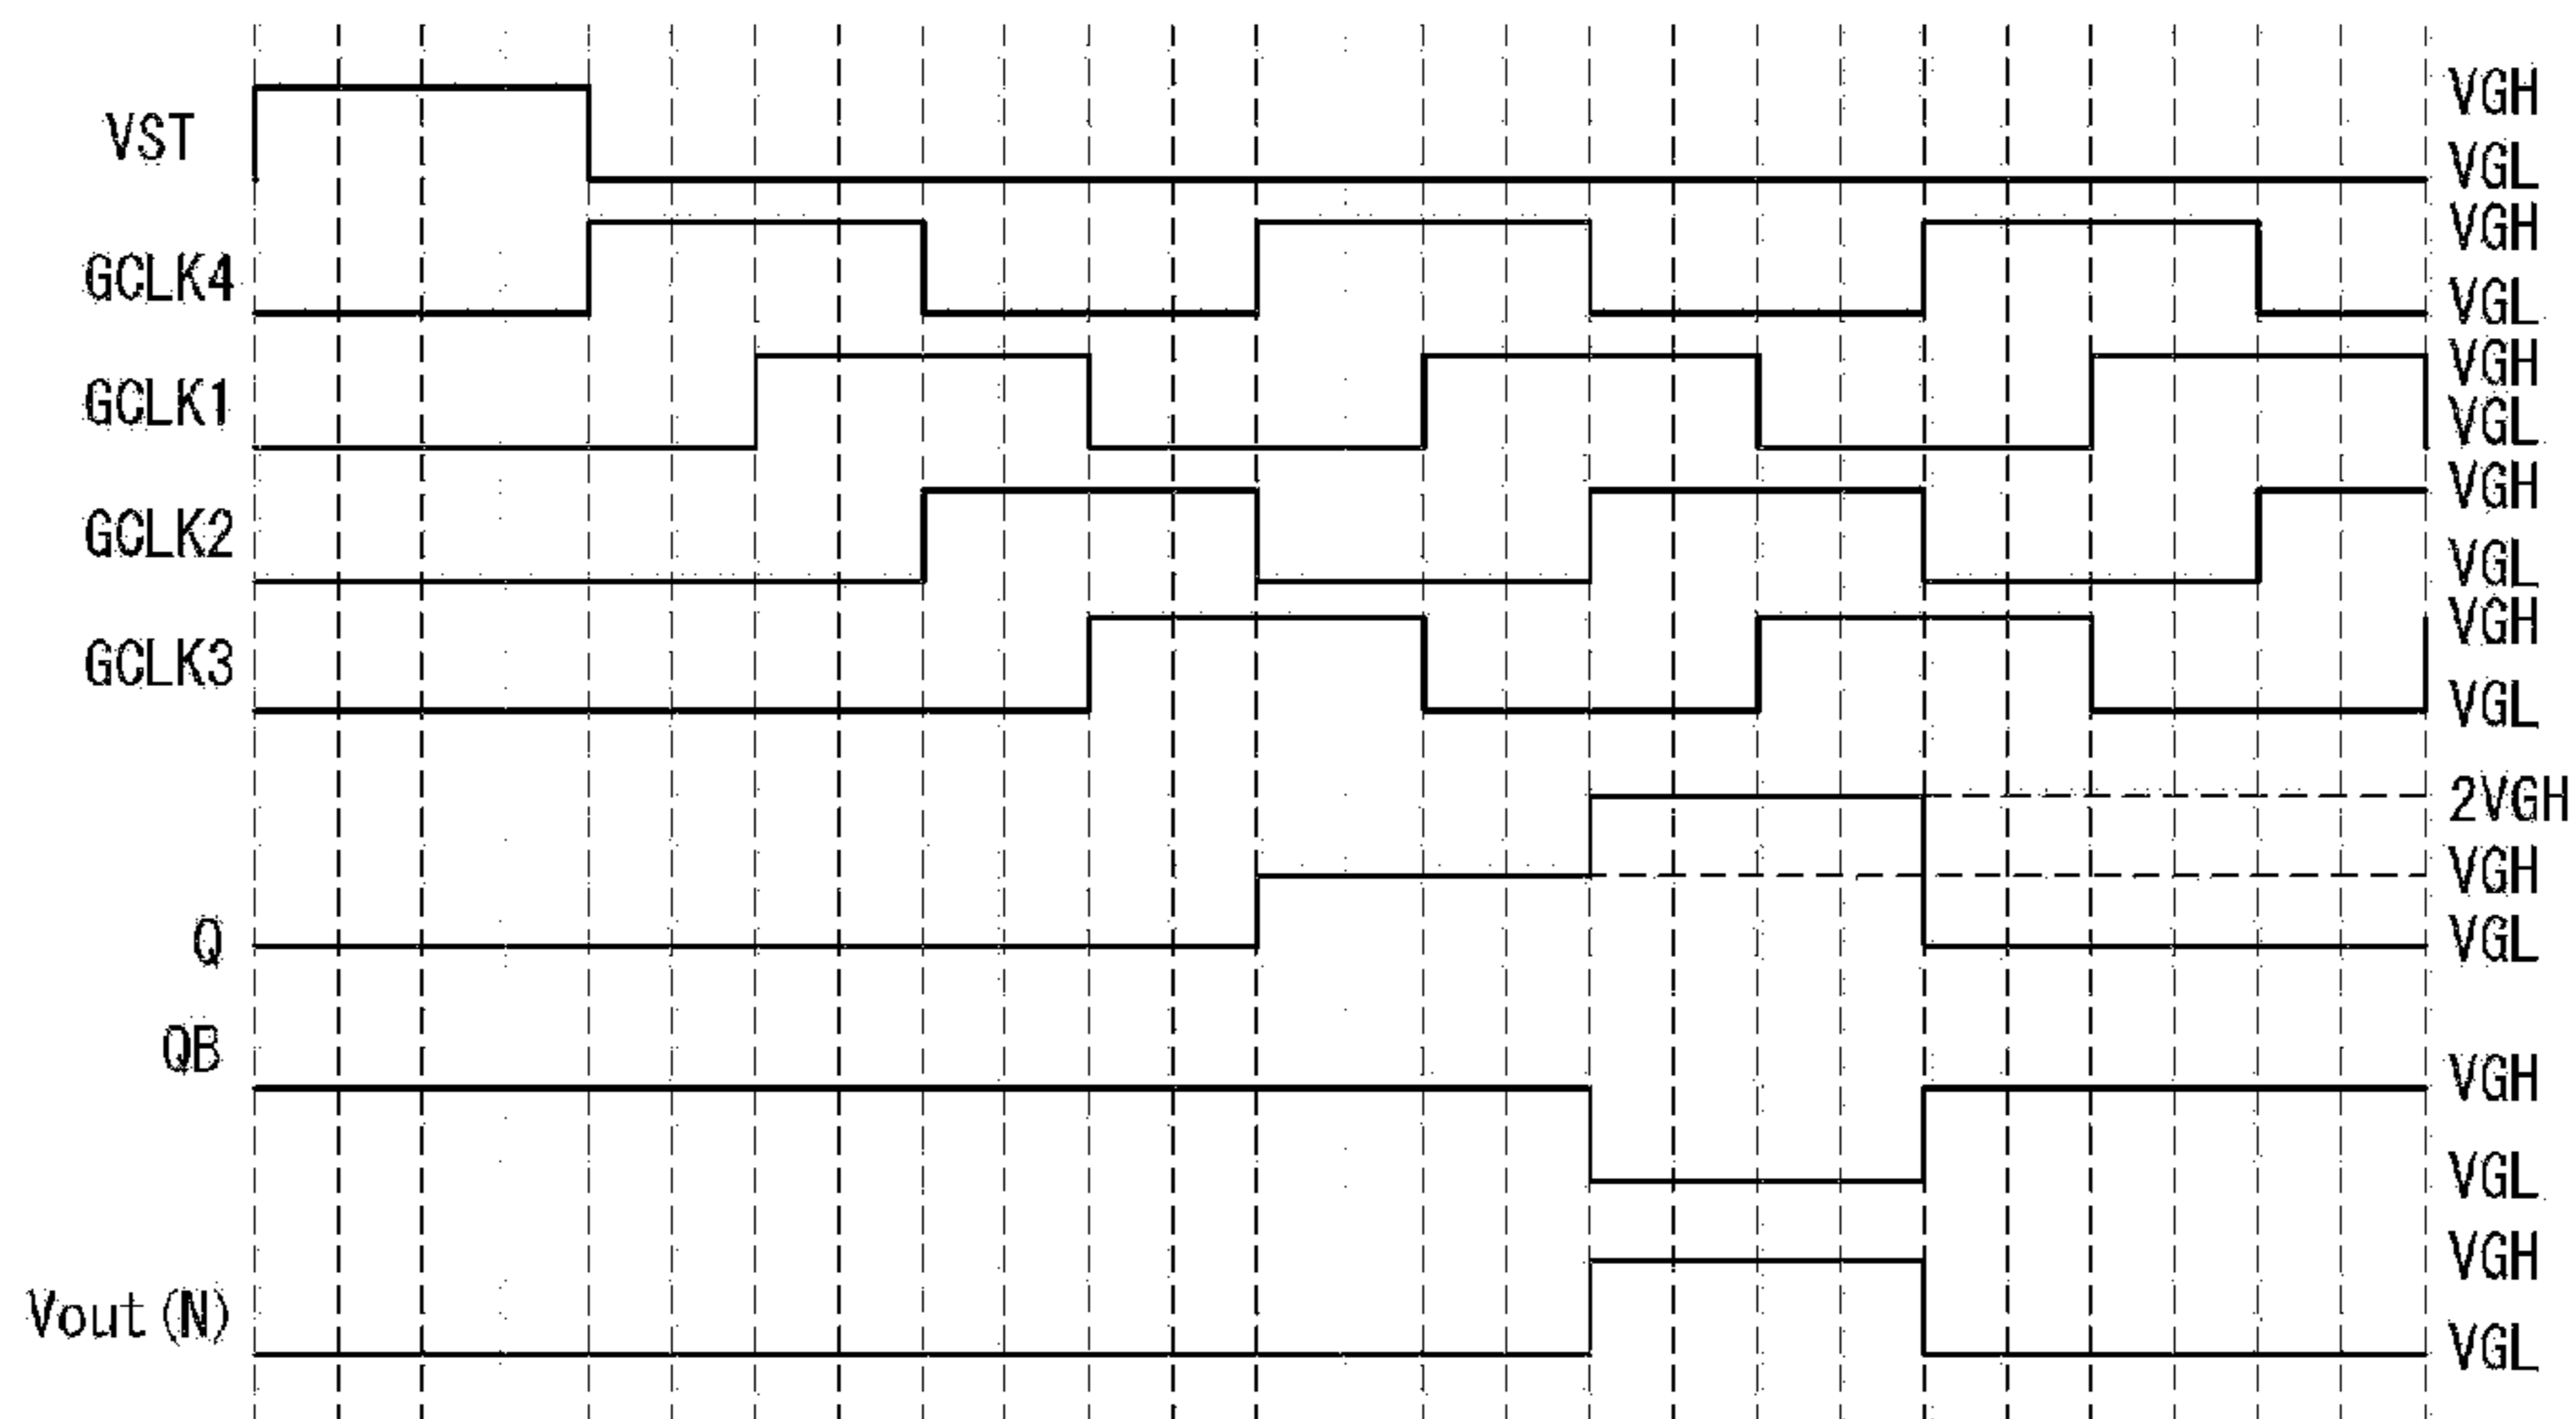 VST VGH
VGL
GCLK4 VGH
VGL
GCLK1 VGH
VGL
GCLK2 VGH
VGL
GCLK3 VGH
VGL
2VGH
VGH
Q VGL
QB VGH
VGL
VGH
Vout(N) VGL